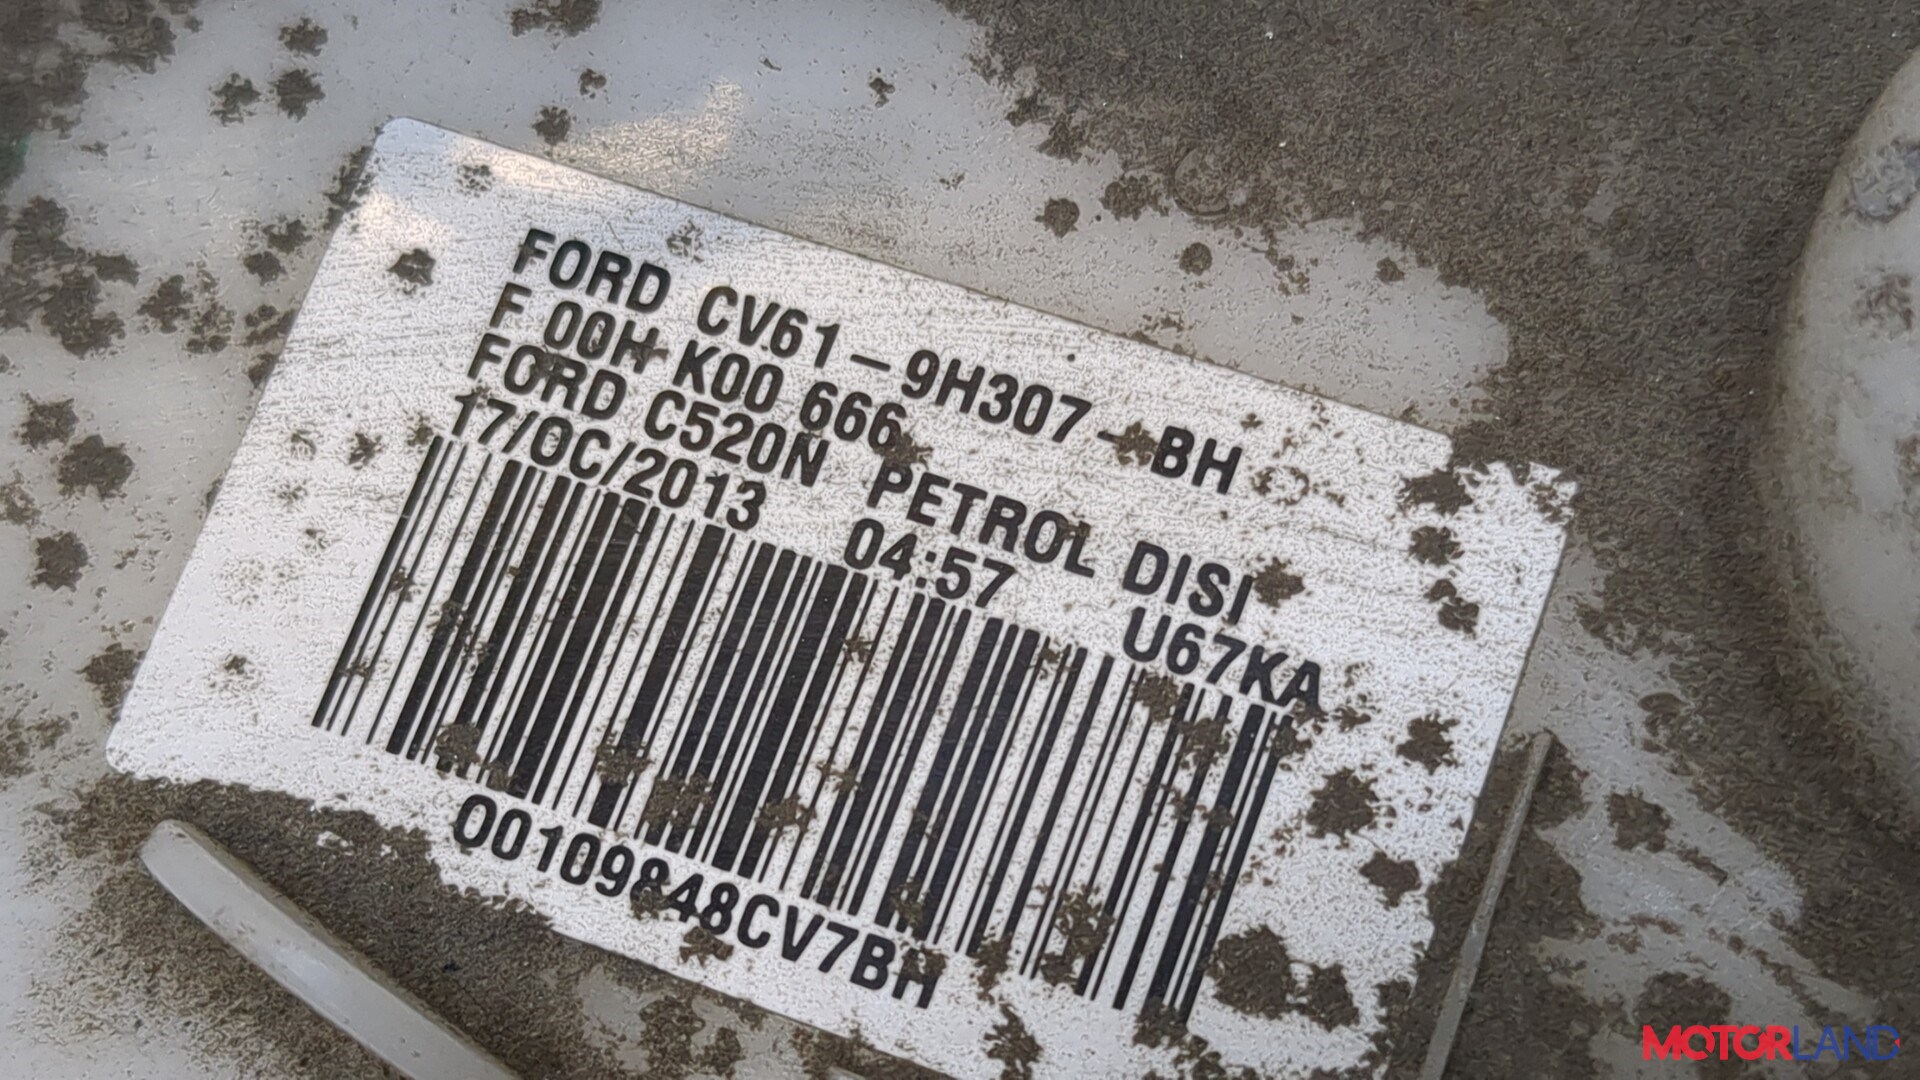 FORD CV61-9H307-BH
F 00H K00 666
FORD C520N PETROL DISI
17/OC/2013 04:57 U67KA
00109848CV7BH
MOTORLAND